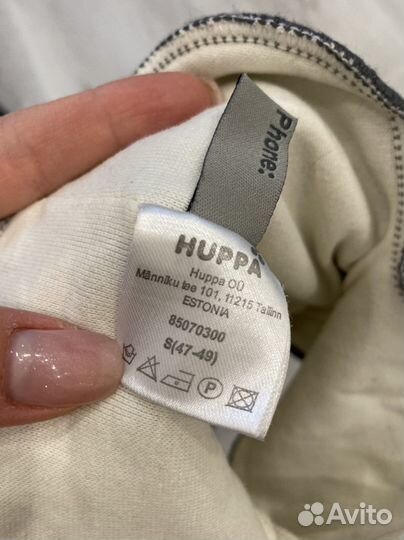 Phone:
HUPPA
Huppa OÜ
Männiku tee 101, 11215 Tallinn
ESTONIA
85070300
S(47-49)
P
Avito